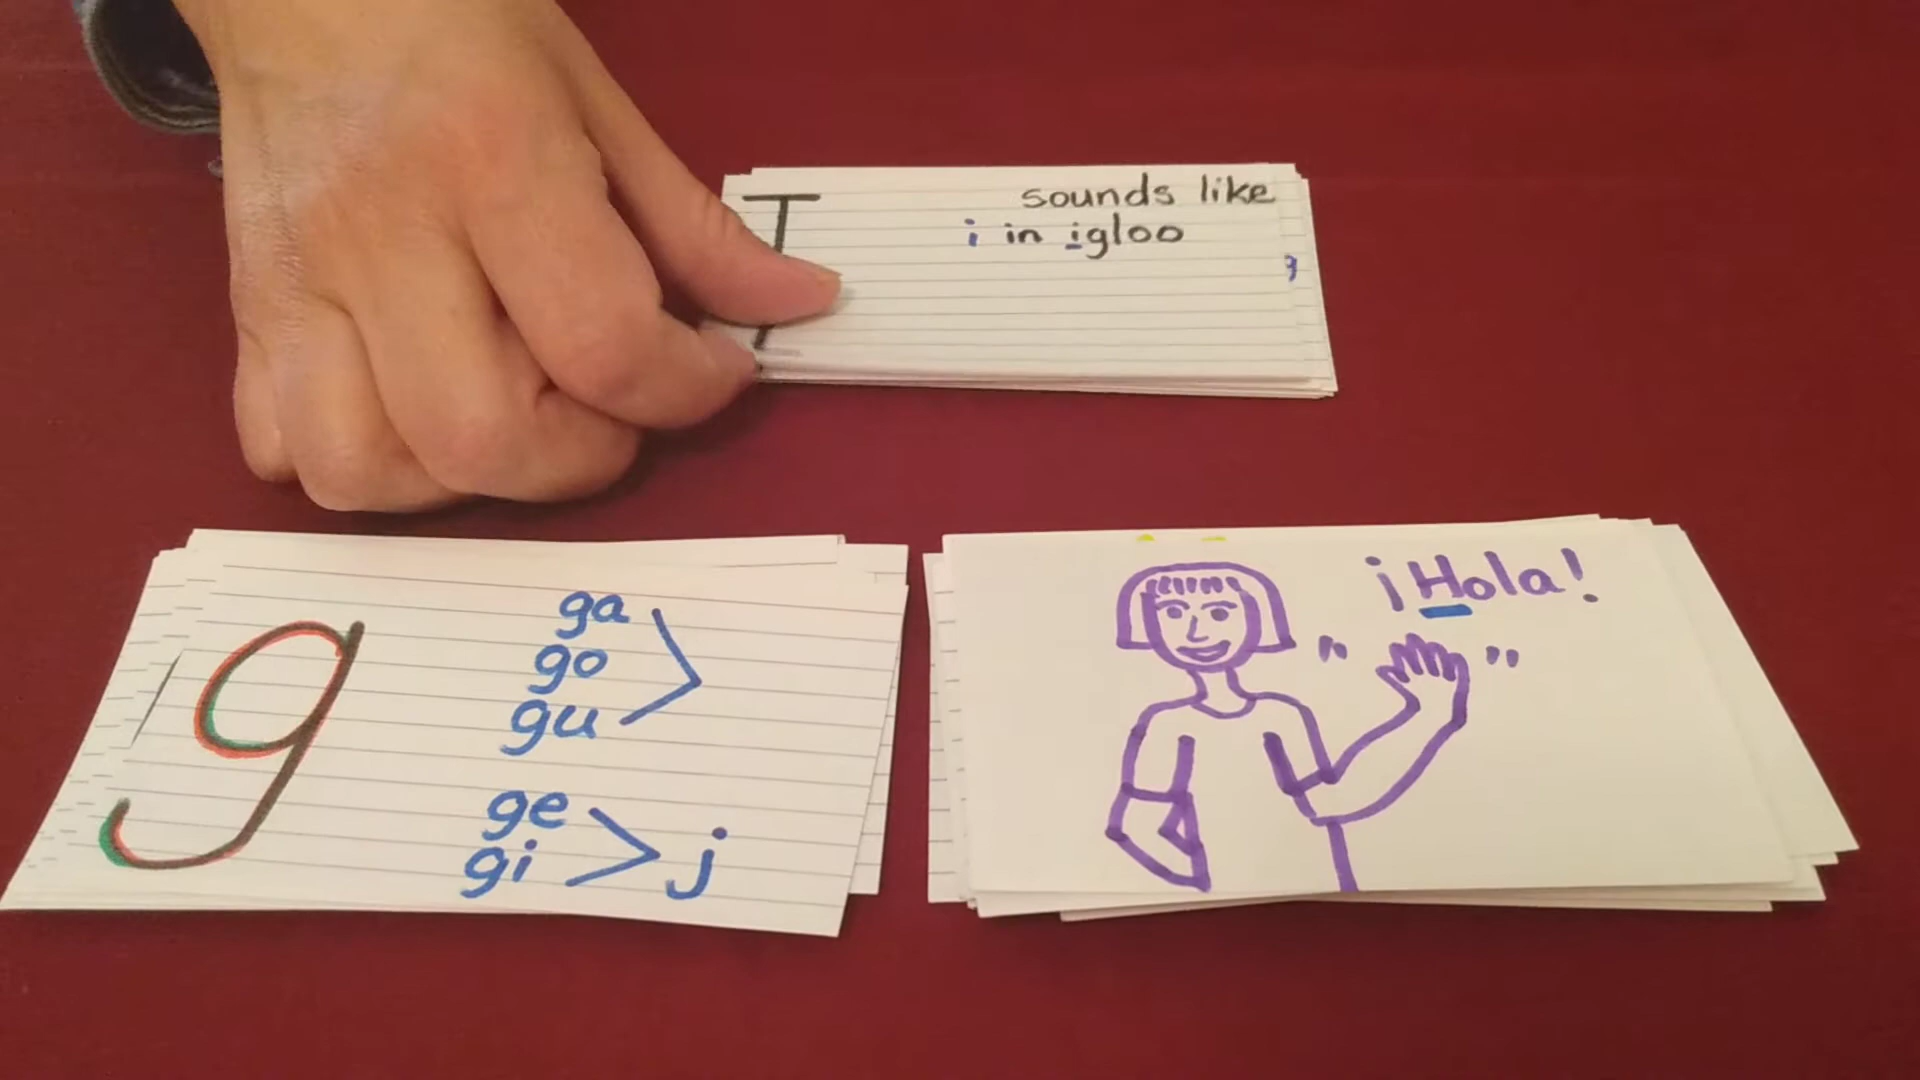 I
sounds like
i in igloo
g
g
ga
go
gu
ge
gi
j
¡Hola!
" "